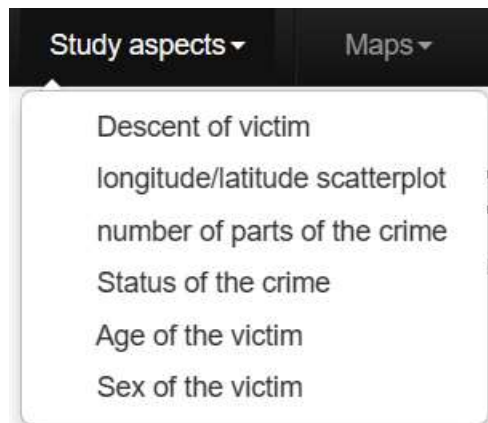 Study aspects Maps
Descent of victim
longitude/latitude scatterplot
number of parts of the crime
Status of the crime
Age of the victim
Sex of the victim